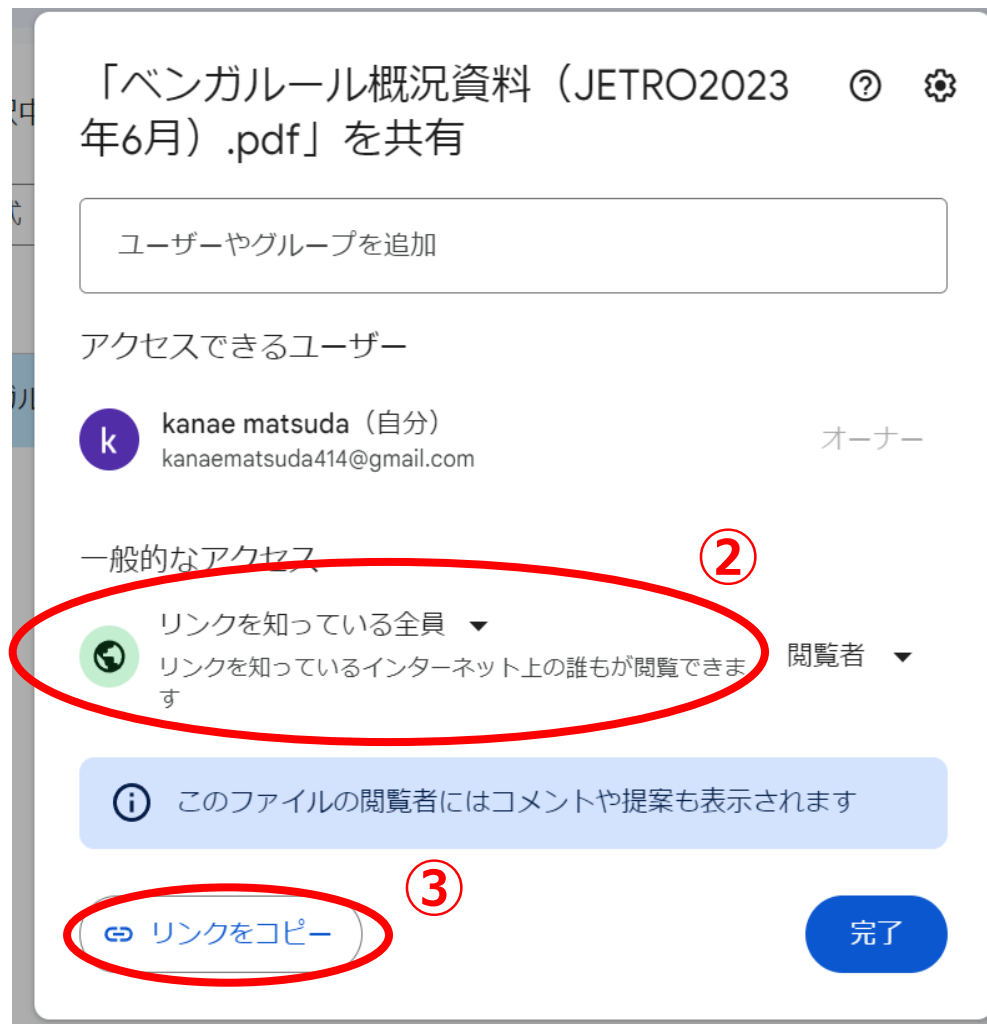 「ベンガルール概況資料（JETRO2023
年6月）.pdf」を共有
ユーザーやグループを追加
アクセスできるユーザー
k
kanae matsuda（自分）
kanaematsuda414@gmail.com
オーナー
一般的なアクセス
②
リンクを知っている全員
リンクを知っているインターネット上の誰もが閲覧できま
す
閲覧者
このファイルの閲覧者にはコメントや提案も表示されます
③
リンクをコピー
完了